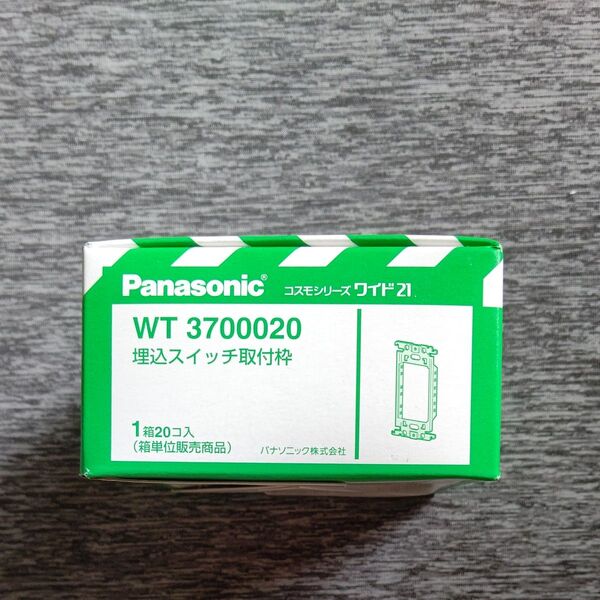 Panasonic® コスモシリーズ ワイド21
WT 3700020
埋込スイッチ取付枠
1箱20コ入
(箱単位販売商品)
パナソニック株式会社